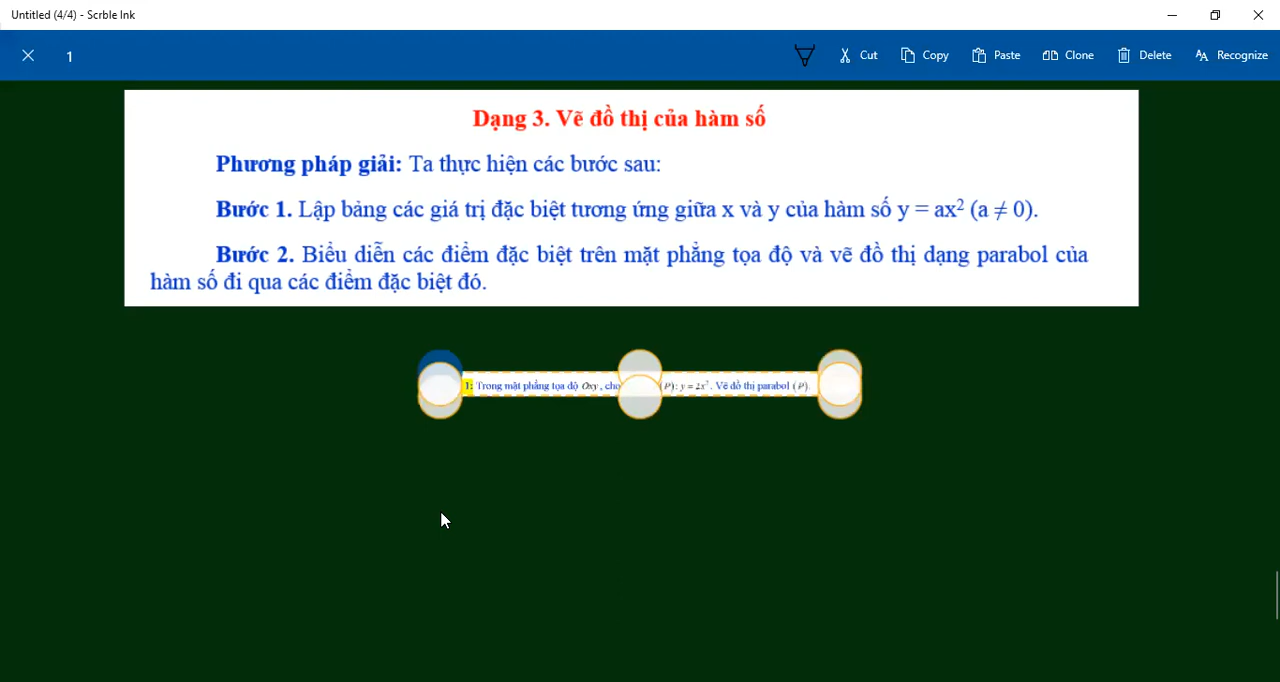 Untitled (4/4) - Scrble Ink
1 Cut Copy Paste Clone Delete Recognize
Dạng 3. Vẽ đồ thị của hàm số
Phương pháp giải: Ta thực hiện các bước sau:
Bước 1. Lập bảng các giá trị đặc biệt tương ứng giữa x và y của hàm số y = ax² (a ≠ 0).
Bước 2. Biểu diễn các điểm đặc biệt trên mặt phẳng tọa độ và vẽ đồ thị dạng parabol của
hàm số đi qua các điểm đặc biệt đó.
1: Trong mặt phẳng tọa độ Oxy, cho (P): y = 2x². Vẽ đồ thị parabol (P).